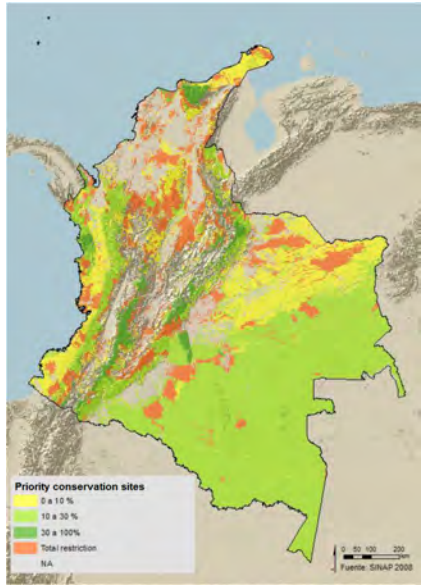 Priority conservation sites
0 a 10 %
10 a 30 %
30 a 100%
Total restriction
NA
0 50 100 200
km
Fuente: SINAP 2008